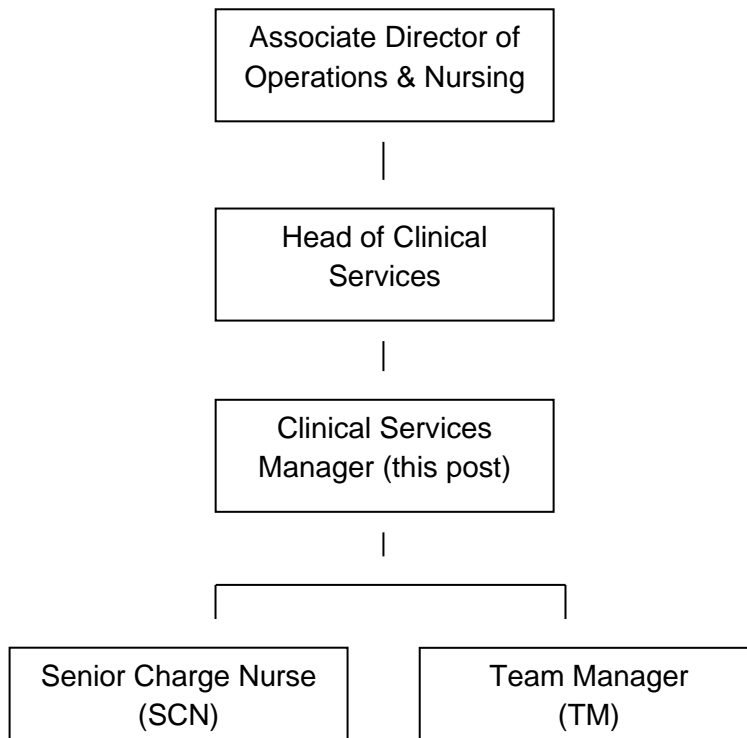 Associate Director of
Operations & Nursing
Head of Clinical
Services
Clinical Services
Manager (this post)
Senior Charge Nurse
(SCN)
Team Manager
(TM)